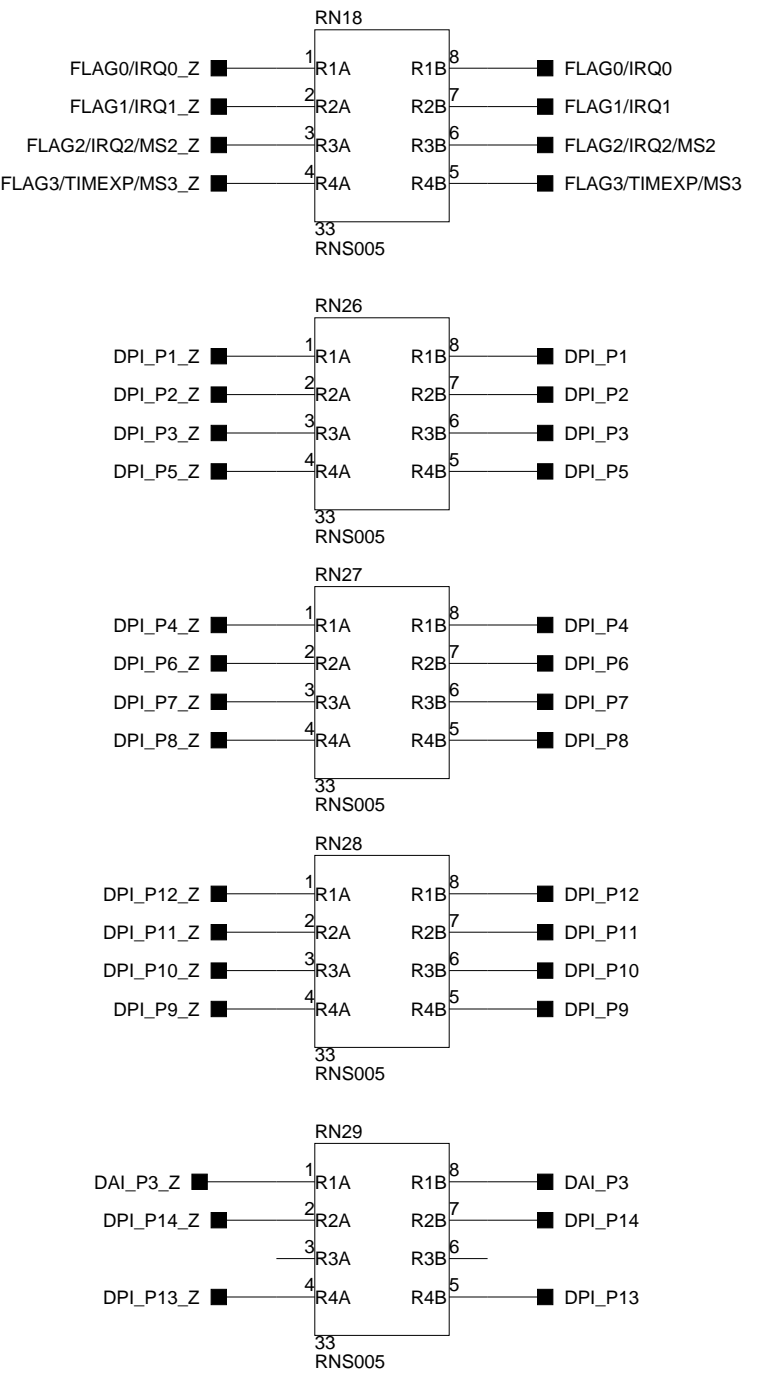 RN18
FLAG0/IRQ0_Z 1 R1A R1B 8 FLAG0/IRQ0
FLAG1/IRQ1_Z 2 R2A R2B 7 FLAG1/IRQ1
FLAG2/IRQ2/MS2_Z 3 R3A R3B 6 FLAG2/IRQ2/MS2
FLAG3/TIMEXP/MS3_Z 4 R4A R4B 5 FLAG3/TIMEXP/MS3
33
RNS005
RN26
DPI_P1_Z 1 R1A R1B 8 DPI_P1
DPI_P2_Z 2 R2A R2B 7 DPI_P2
DPI_P3_Z 3 R3A R3B 6 DPI_P3
DPI_P5_Z 4 R4A R4B 5 DPI_P5
33
RNS005
RN27
DPI_P4_Z 1 R1A R1B 8 DPI_P4
DPI_P6_Z 2 R2A R2B 7 DPI_P6
DPI_P7_Z 3 R3A R3B 6 DPI_P7
DPI_P8_Z 4 R4A R4B 5 DPI_P8
33
RNS005
RN28
DPI_P12_Z 1 R1A R1B 8 DPI_P12
DPI_P11_Z 2 R2A R2B 7 DPI_P11
DPI_P10_Z 3 R3A R3B 6 DPI_P10
DPI_P9_Z 4 R4A R4B 5 DPI_P9
33
RNS005
RN29
DAI_P3_Z 1 R1A R1B 8 DAI_P3
DPI_P14_Z 2 R2A R2B 7 DPI_P14
3 R3A R3B 6
DPI_P13_Z 4 R4A R4B 5 DPI_P13
33
RNS005